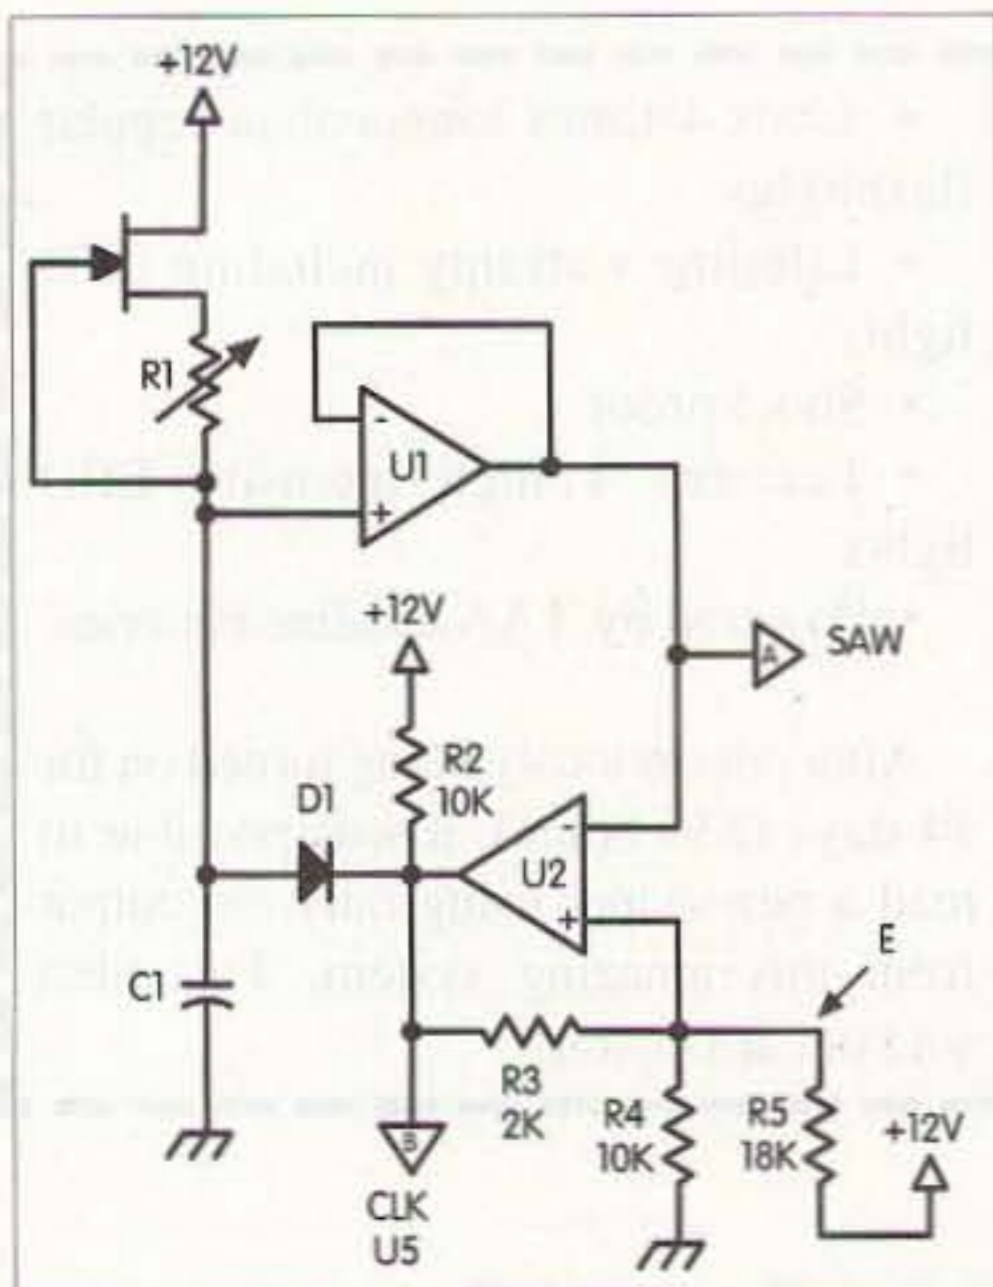 +12V
R1
-
U1
+
+12V
A
SAW
R2
10K
D1
-
U2
+
E
C1
R3
2K
R4
10K
R5
18K
+12V
B
CLK
U5